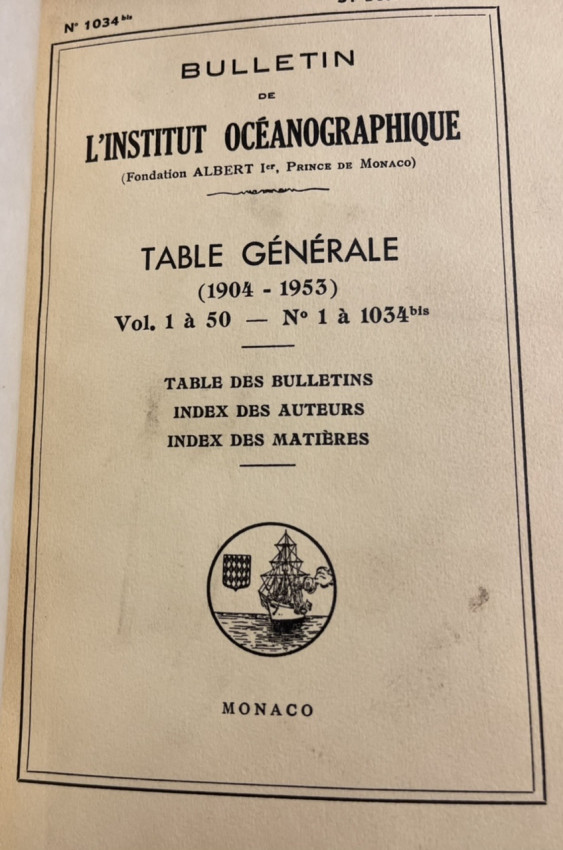 N° 1034bis
BULLETIN
DE
L'INSTITUT OCÉANOGRAPHIQUE
(Fondation ALBERT Ier, PRINCE DE MONACO)
TABLE GÉNÉRALE
(1904 - 1953)
Vol. 1 à 50 — N° 1 à 1034bis
TABLE DES BULLETINS
INDEX DES AUTEURS
INDEX DES MATIÈRES
MONACO